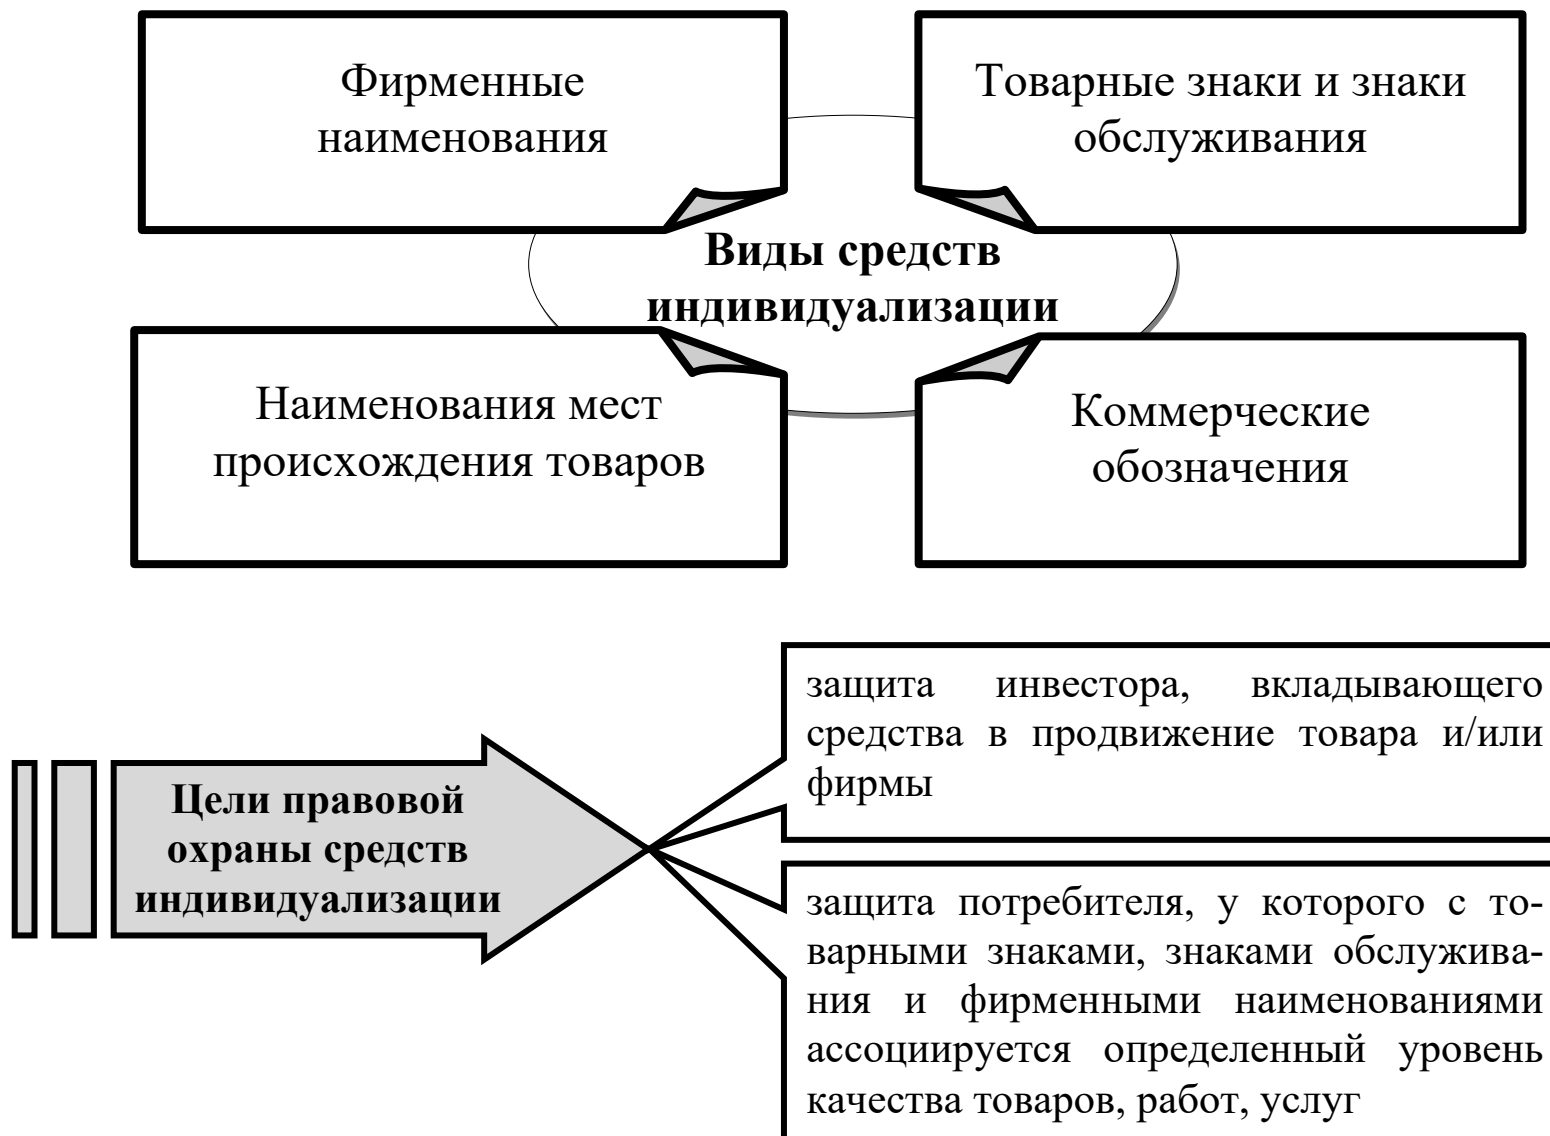 Фирменные
наименования
Товарные знаки и знаки
обслуживания
Виды средств
индивидуализации
Наименования мест
происхождения товаров
Коммерческие
обозначения
Цели правовой
охраны средств
индивидуализации
защита инвестора, вкладывающего
средства в продвижение товара и/или
фирмы
защита потребителя, у которого с то-
варными знаками, знаками обслужива-
ния и фирменными наименованиями
ассоциируется определенный уровень
качества товаров, работ, услуг